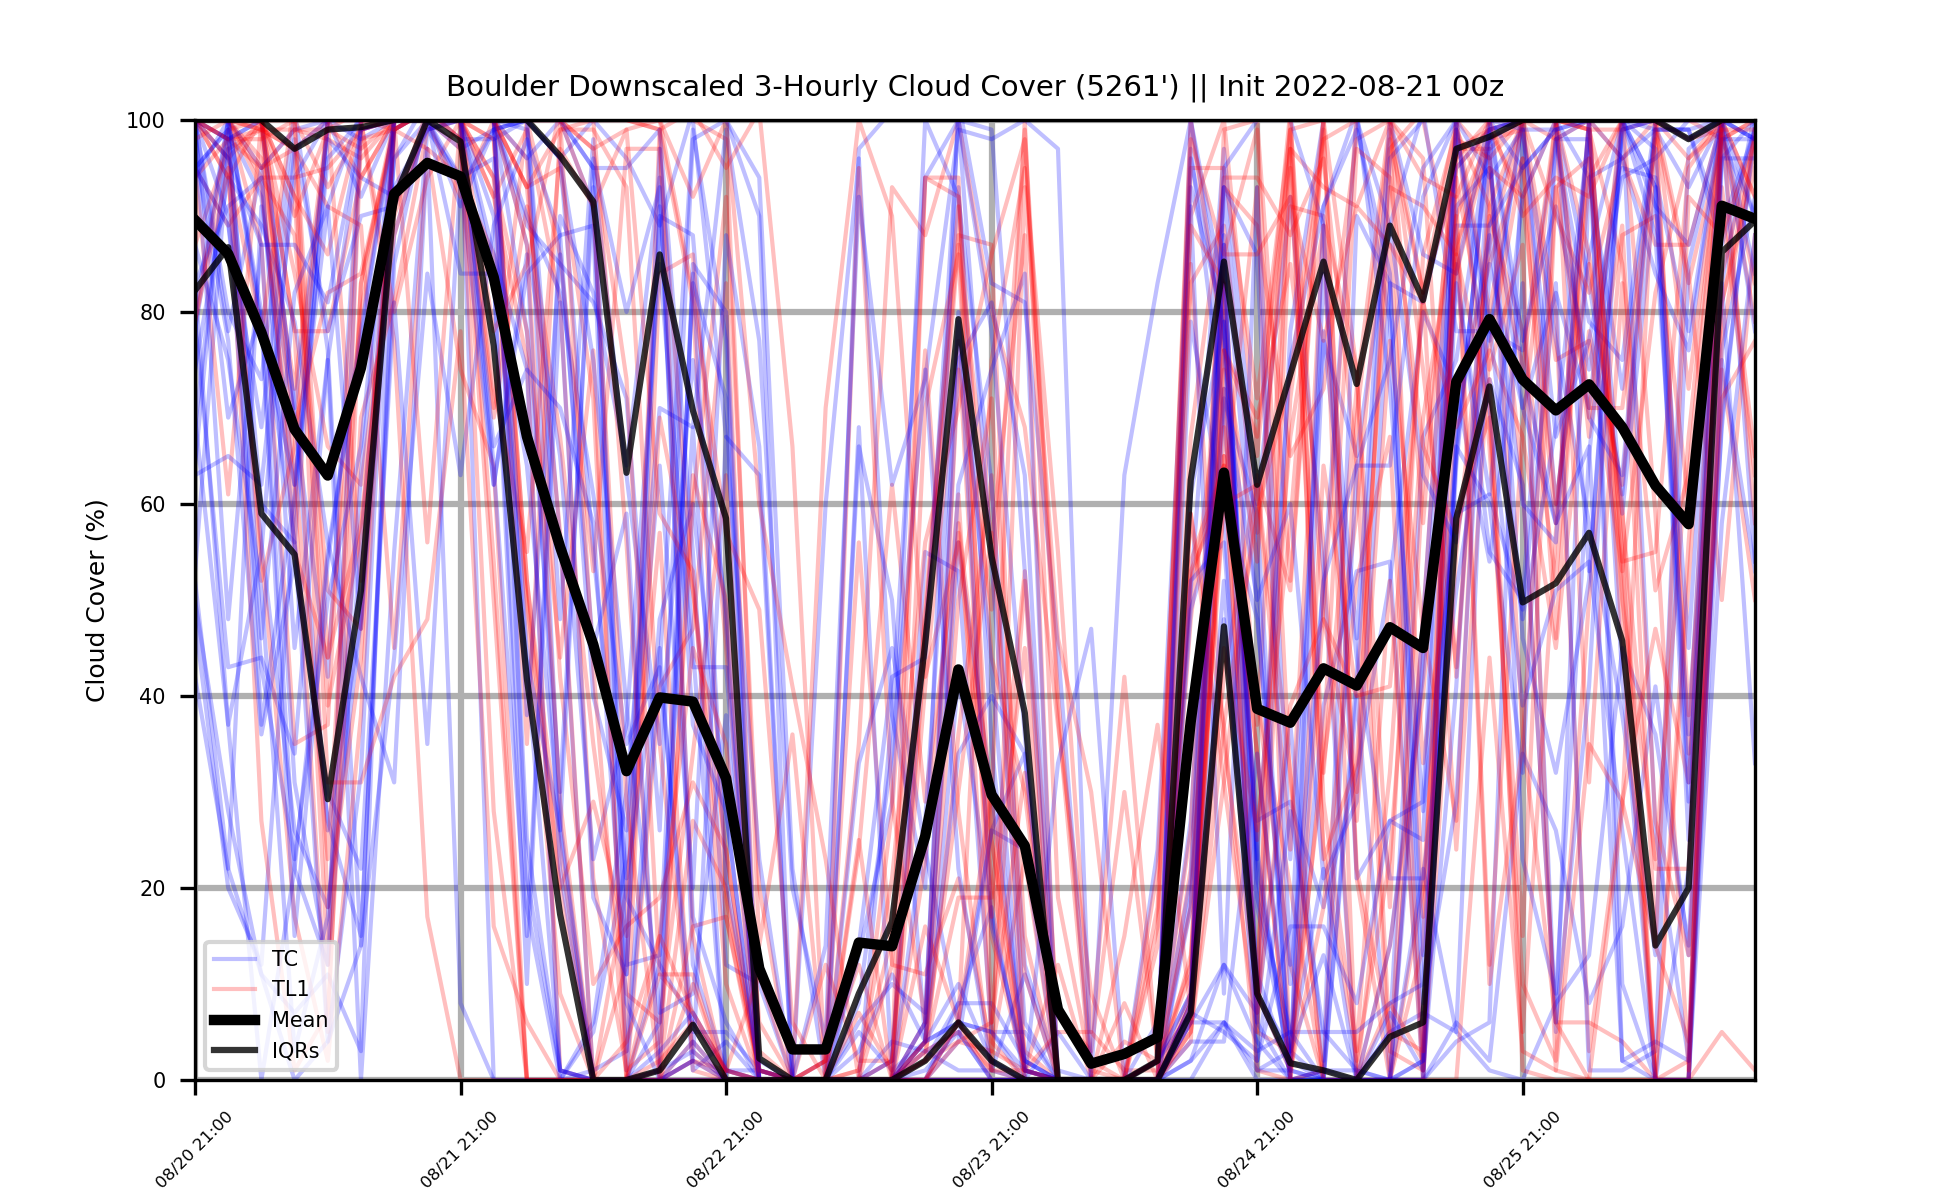 Boulder Downscaled 3-Hourly Cloud Cover (5261') || Init 2022-08-21 00z
Cloud Cover (%)
100
80
60
40
20
0
TC
TL1
Mean
IQRs
08/20 21:00
08/21 21:00
08/22 21:00
08/23 21:00
08/24 21:00
08/25 21:00